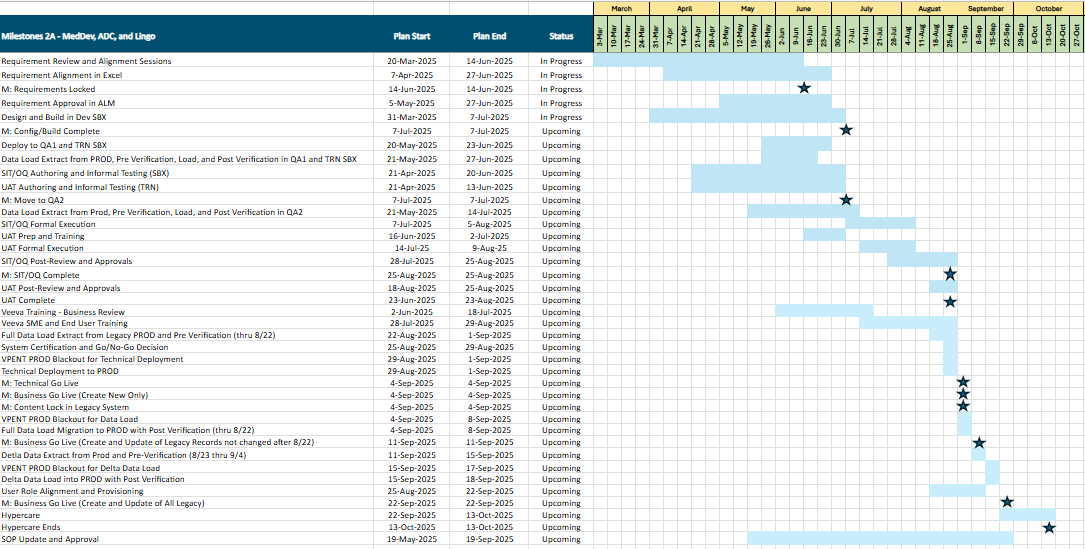 March April May June July August September October
Milestones 2A - MedDev, ADC, and Lingo Plan Start Plan End Status 3-Mar 10-Mar 17-Mar 24-Mar 31-Mar 7-Apr 14-Apr 21-Apr 28-Apr 5-May 12-May 19-May 26-May 2-Jun 9-Jun 16-Jun 23-Jun 30-Jun 7-Jul 14-Jul 21-Jul 28-Jul 4-Aug 11-Aug 18-Aug 25-Aug 1-Sep 8-Sep 15-Sep 22-Sep 29-Sep 6-Oct 13-Oct 20-Oct 27-Oct
Requirement Review and Alignment Sessions 20-Mar-2025 14-Jun-2025 In Progress
Requirement Alignment in Excel 7-Apr-2025 27-Jun-2025 In Progress
M: Requirements Locked 14-Jun-2025 14-Jun-2025 In Progress
Requirement Approval in ALM 5-May-2025 27-Jun-2025 In Progress
Design and Build in Dev SBX 31-Mar-2025 7-Jul-2025 In Progress
M: Config/Build Complete 7-Jul-2025 7-Jul-2025 Upcoming
Deploy to QA1 and TRN SBX 20-May-2025 23-Jun-2025 Upcoming
Data Load Extract from PROD, Pre Verification, Load, and Post Verification in QA1 and TRN SBX 21-May-2025 27-Jun-2025 Upcoming
SIT/OQ Authoring and Informal Testing (SBX) 21-Apr-2025 20-Jun-2025 Upcoming
UAT Authoring and Informal Testing (TRN) 21-Apr-2025 13-Jun-2025 Upcoming
M: Move to QA2 7-Jul-2025 7-Jul-2025 Upcoming
Data Load Extract from Prod, Pre Verification, Load, and Post Verification in QA2 21-May-2025 14-Jul-2025 Upcoming
SIT/OQ Formal Execution 7-Jul-2025 5-Aug-2025 Upcoming
UAT Prep and Training 16-Jun-2025 2-Jul-2025 Upcoming
UAT Formal Execution 14-Jul-25 9-Aug-25 Upcoming
SIT/OQ Post-Review and Approvals 28-Jul-2025 25-Aug-2025 Upcoming
M: SIT/OQ Complete 25-Aug-2025 25-Aug-2025 Upcoming
UAT Post-Review and Approvals 18-Aug-2025 25-Aug-2025 Upcoming
UAT Complete 23-Jun-2025 23-Aug-2025 Upcoming
Veeva Training - Business Review 2-Jun-2025 18-Jul-2025 Upcoming
Veeva SME and End User Training 28-Jul-2025 29-Aug-2025 Upcoming
Full Data Load Extract from Legacy PROD and Pre Verification (thru 8/22) 22-Aug-2025 1-Sep-2025 Upcoming
System Certification and Go/No-Go Decision 25-Aug-2025 29-Aug-2025 Upcoming
VPENT PROD Blackout for Technical Deployment 29-Aug-2025 1-Sep-2025 Upcoming
Technical Deployment to PROD 29-Aug-2025 1-Sep-2025 Upcoming
M: Technical Go Live 4-Sep-2025 4-Sep-2025 Upcoming
M: Business Go Live (Create New Only) 4-Sep-2025 4-Sep-2025 Upcoming
M: Content Lock in Legacy System 4-Sep-2025 4-Sep-2025 Upcoming
VPENT PROD Blackout for Data Load 4-Sep-2025 8-Sep-2025 Upcoming
Full Data Load Migration to PROD with Post Verification (thru 8/22) 4-Sep-2025 8-Sep-2025 Upcoming
M: Business Go Live (Create and Update of Legacy Records not changed after 8/22) 11-Sep-2025 11-Sep-2025 Upcoming
Detla Data Extract from Prod and Pre-Verification (8/23 thru 9/4) 11-Sep-2025 15-Sep-2025 Upcoming
VPENT PROD Blackout for Delta Data Load 15-Sep-2025 17-Sep-2025 Upcoming
Delta Data Load into PROD with Post Verification 15-Sep-2025 18-Sep-2025 Upcoming
User Role Alignment and Provisioning 25-Aug-2025 22-Sep-2025 Upcoming
M: Business Go Live (Create and Update of All Legacy) 22-Sep-2025 22-Sep-2025 Upcoming
Hypercare 22-Sep-2025 13-Oct-2025 Upcoming
Hypercare Ends 13-Oct-2025 13-Oct-2025 Upcoming
SOP Update and Approval 19-May-2025 19-Sep-2025 Upcoming